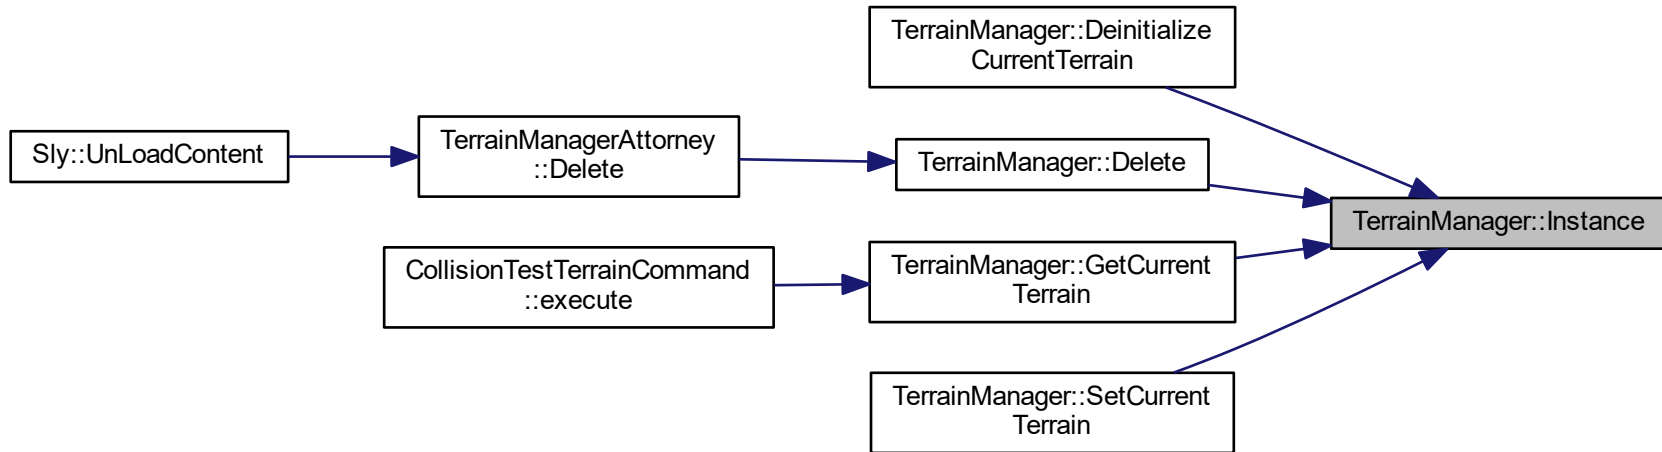 TerrainManager::Deinitialize
CurrentTerrain
Sly::UnLoadContent
TerrainManagerAttorney
::Delete
TerrainManager::Delete
TerrainManager::Instance
CollisionTestTerrainCommand
::execute
TerrainManager::GetCurrent
Terrain
TerrainManager::SetCurrent
Terrain